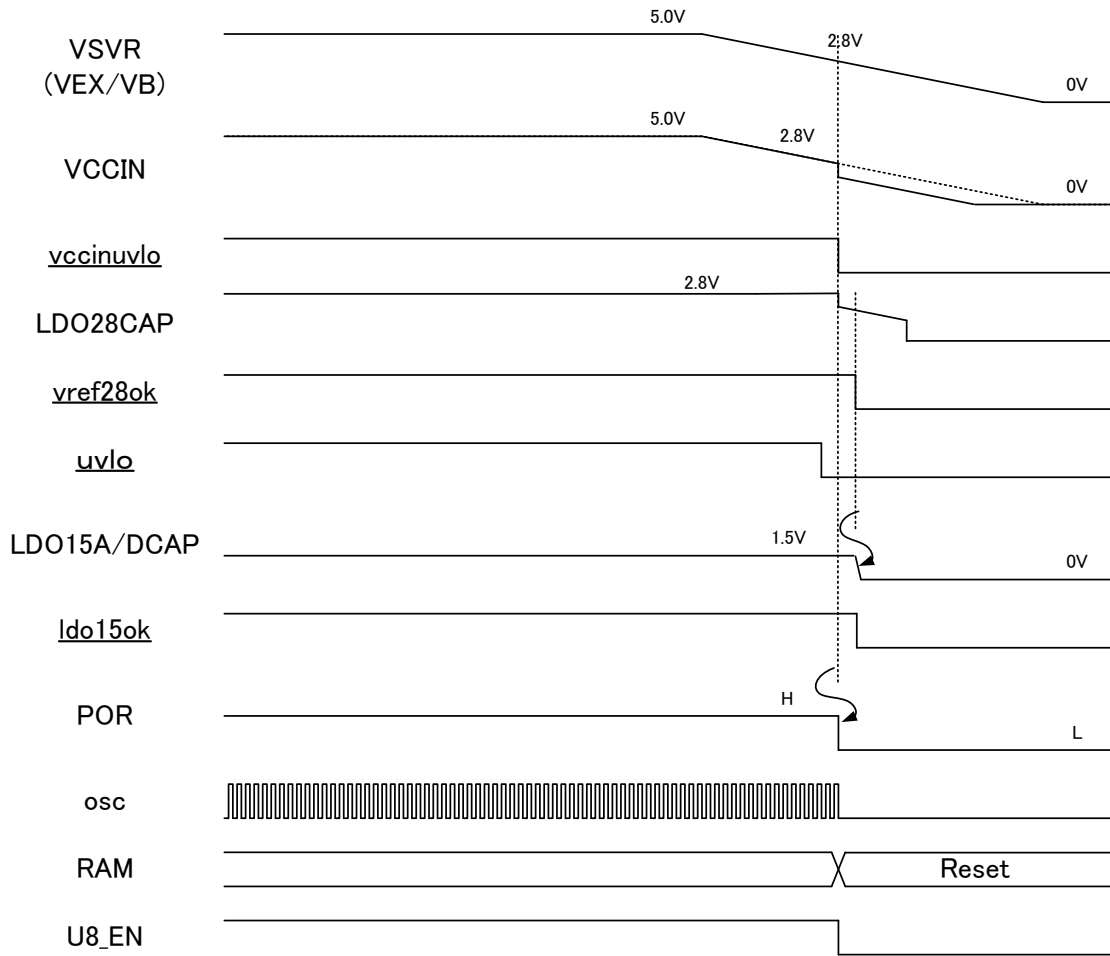 5.0V
VSVR
(VEX/VB)
2.8V
0V
5.0V
2.8V
VCCIN
0V
vccinuvlo
2.8V
LDO28CAP
vref28ok
uvlo
LDO15A/DCAP
1.5V
0V
ldo15ok
H
POR
L
osc
RAM
Reset
U8_EN